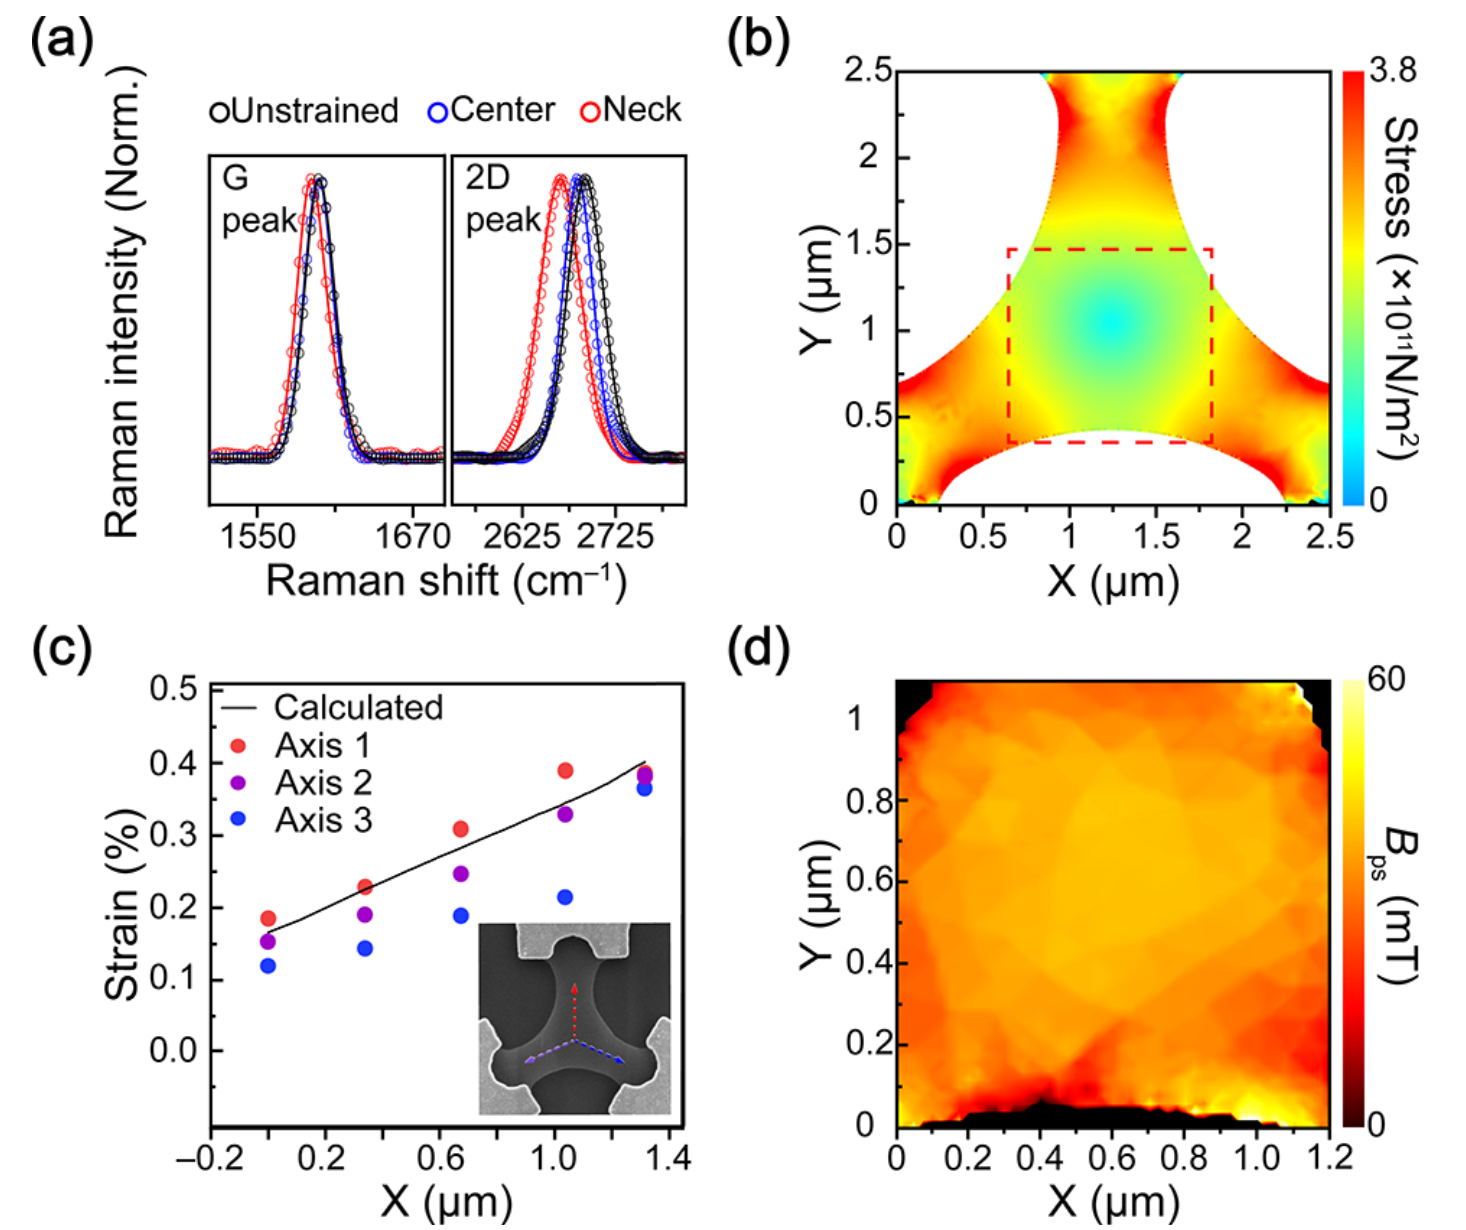 (a)
Unstrained Center Neck
G
peak
2D
peak
Raman intensity (Norm.)
1550 1670 2625 2725
Raman shift (cm⁻¹)
(b)
2.5
2
1.5
1
0.5
0
Y (μm)
0 0.5 1 1.5 2 2.5
X (μm)
3.8
0
Stress (×10¹¹N/m²)
(c)
0.5
0.4
0.3
0.2
0.1
0.0
Strain (%)
Calculated
Axis 1
Axis 2
Axis 3
–0.2 0.2 0.6 1.0 1.4
X (μm)
(d)
1
0.8
0.6
0.4
0.2
0
Y (μm)
0 0.2 0.4 0.6 0.8 1.0 1.2
X (μm)
60
0
Bps (mT)